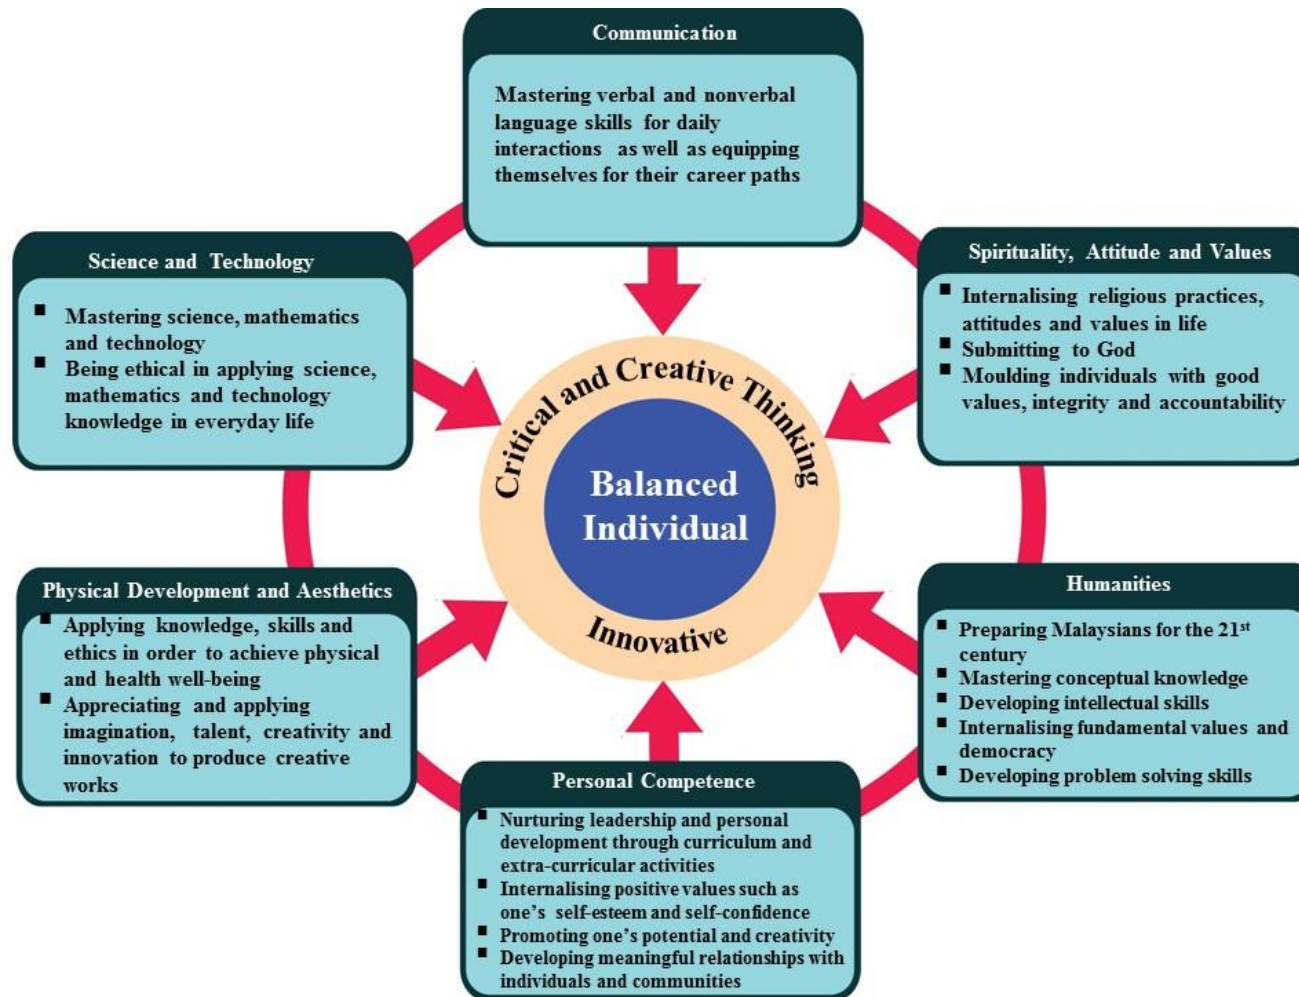 Communication
Mastering verbal and nonverbal
language skills for daily
interactions as well as equipping
themselves for their career paths
Science and Technology
▪ Mastering science, mathematics
and technology
▪ Being ethical in applying science,
mathematics and technology
knowledge in everyday life
Spirituality, Attitude and Values
▪ Internalising religious practices,
attitudes and values in life
▪ Submitting to God
▪ Moulding individuals with good
values, integrity and accountability
Critical and Creative Thinking
Balanced
Individual
Innovative
Physical Development and Aesthetics
▪ Applying knowledge, skills and
ethics in order to achieve physical
and health well-being
▪ Appreciating and applying
imagination, talent, creativity and
innovation to produce creative
works
Humanities
▪ Preparing Malaysians for the 21st
century
▪ Mastering conceptual knowledge
▪ Developing intellectual skills
▪ Internalising fundamental values and
democracy
▪ Developing problem solving skills
Personal Competence
▪ Nurturing leadership and personal
development through curriculum and
extra-curricular activities
▪ Internalising positive values such as
one's self-esteem and self-confidence
▪ Promoting one's potential and creativity
▪ Developing meaningful relationships with
individuals and communities